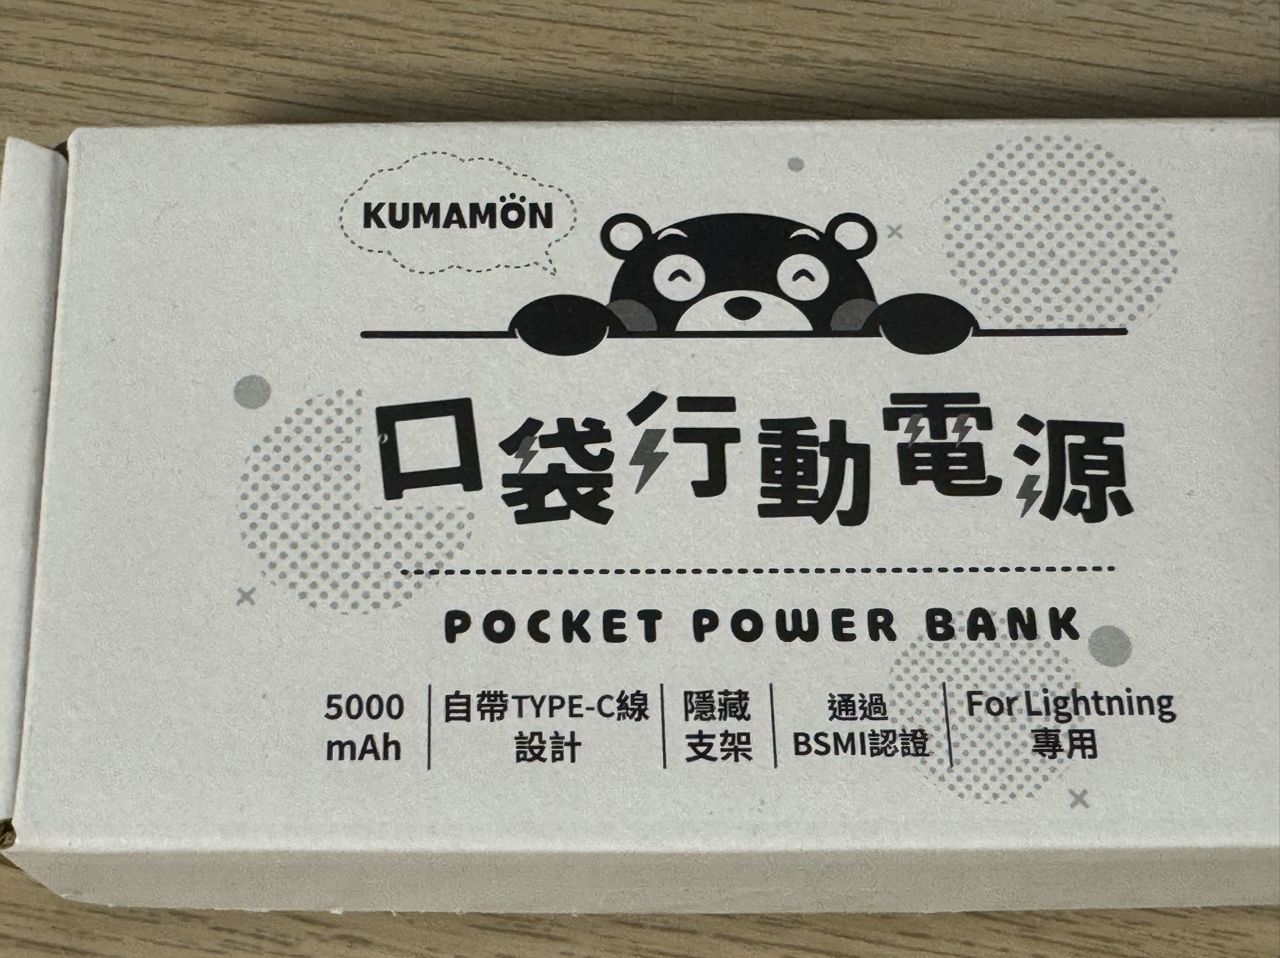 KUMAMON
口袋行動電源
POCKET POWER BANK
5000
mAh
自帶TYPE-C線
設計
隱藏
支架
通過
BSMI認證
For Lightning
專用